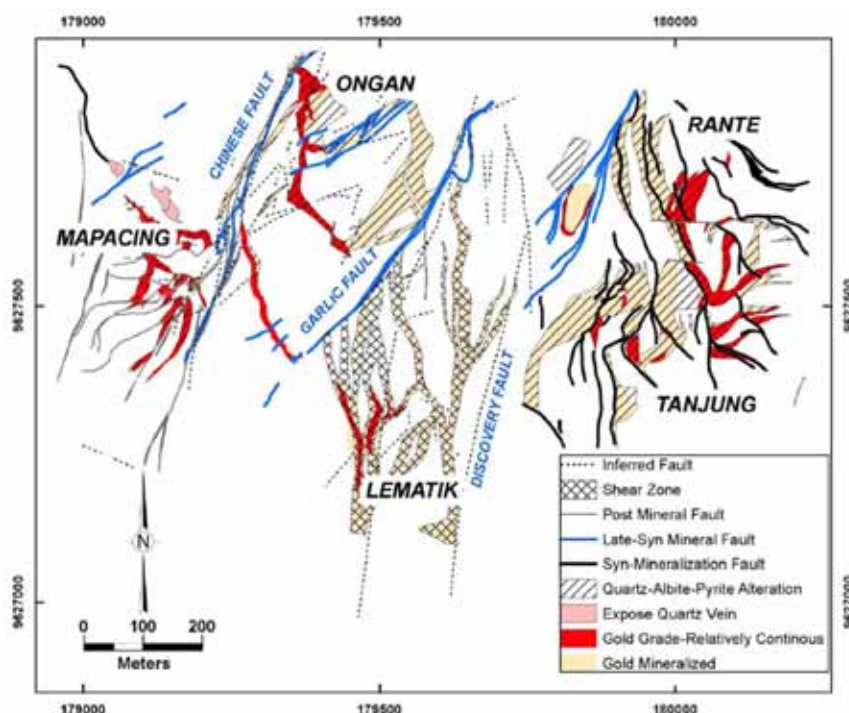 179000
179500
180000
CHINESE FAULT
ONGAN
RANTE
MAPACING
GARLIC FAULT
9627500
9627500
DISCOVERY FAULT
TANJUNG
LEMATIK
Inferred Fault
Shear Zone
Post Mineral Fault
Late-Syn Mineral Fault
Syn-Mineralization Fault
Quartz-Albite-Pyrite Alteration
Expose Quartz Vein
Gold Grade-Relatively Continous
Gold Mineralized
N
9627000
9627000
0
100
200
Meters
179000
179500
180000